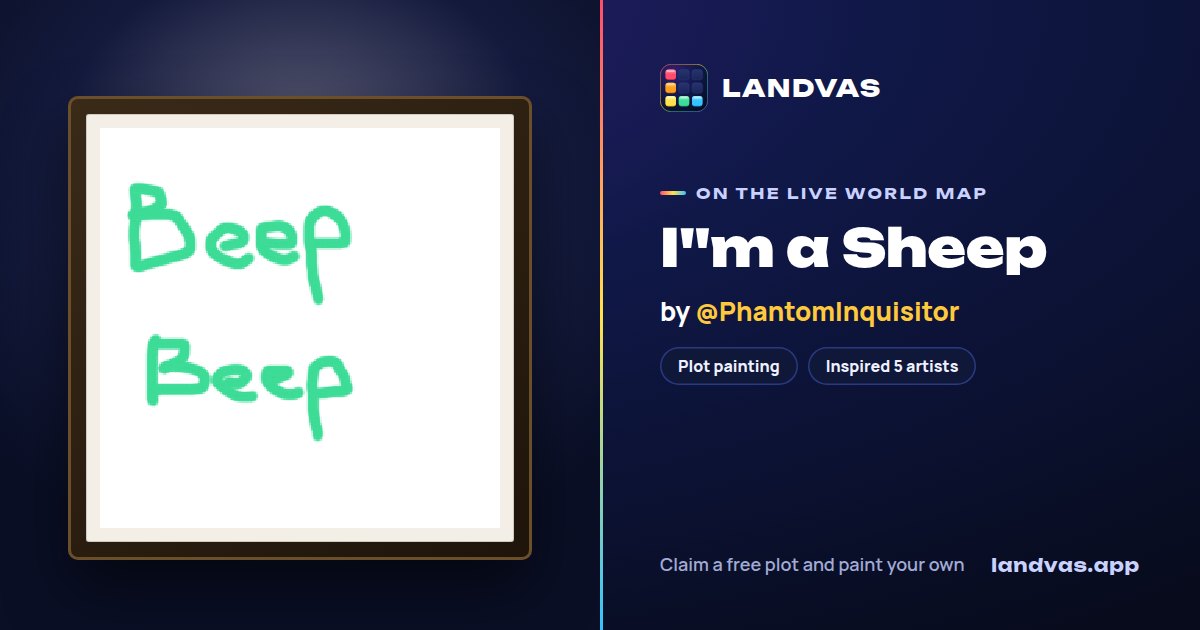 Beep
Beep
LANDVAS
ON THE LIVE WORLD MAP
I"m a Sheep
by @PhantomInquisitor
Plot painting
Inspired 5 artists
Claim a free plot and paint your own
landvas.app